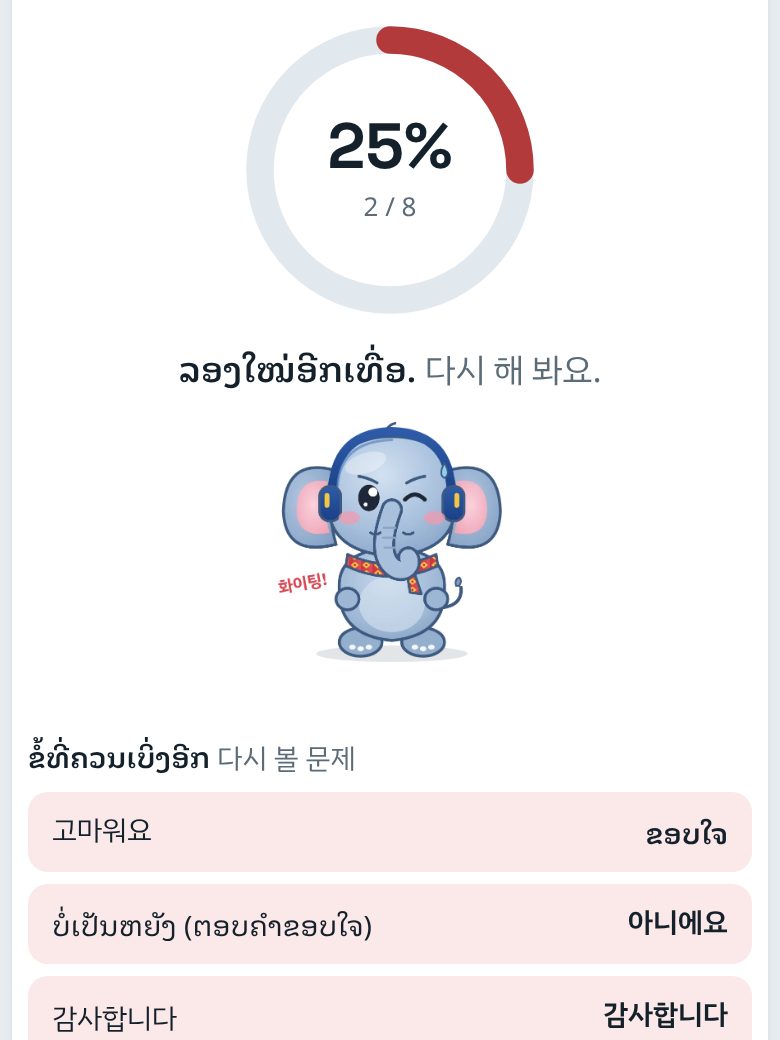 25%
2 / 8
ລອງໃໝ່ອີກເທື່ອ. 다시 해 봐요.
화이팅!
ຂໍ້ທີ່ຄວນເບິ່ງອີກ 다시 볼 문제
고마워요 ຂອບໃຈ
ບໍ່ເປັນຫຍັງ (ຕອບຄຳຂອບໃຈ) 아니에요
감사합니다 감사합니다